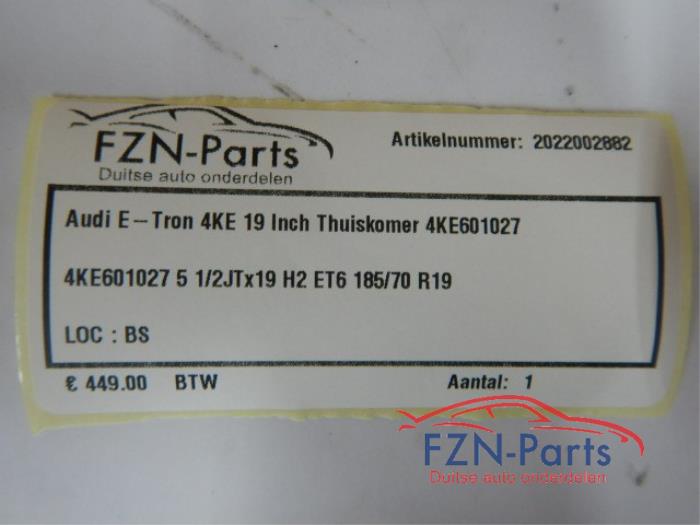 FZN-Parts
Duitse auto onderdelen
Artikelnummer: 2022002882
Audi E-Tron 4KE 19 Inch Thuiskomer 4KE601027
4KE601027 5 1/2JTx19 H2 ET6 185/70 R19
LOC : BS
€ 449.00 BTW Aantal: 1
FZN-Parts
Duitse auto onderdelen